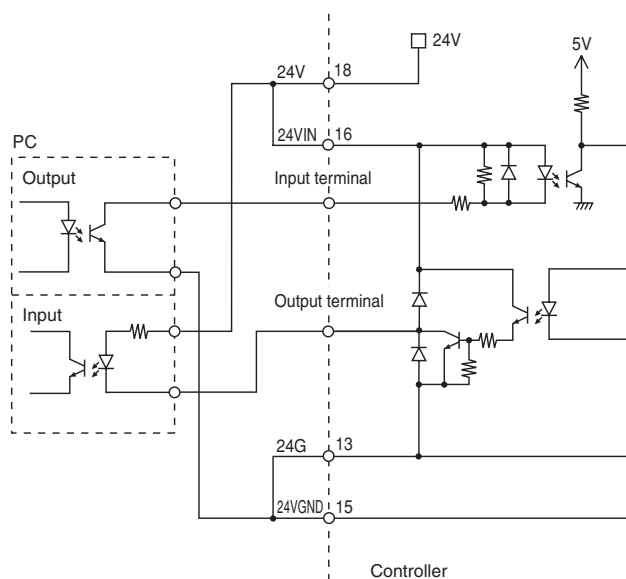 24V
5V
24V 18
24VIN 16
PC
Output
Input terminal
Output terminal
Input
24G 13
24VGND 15
Controller